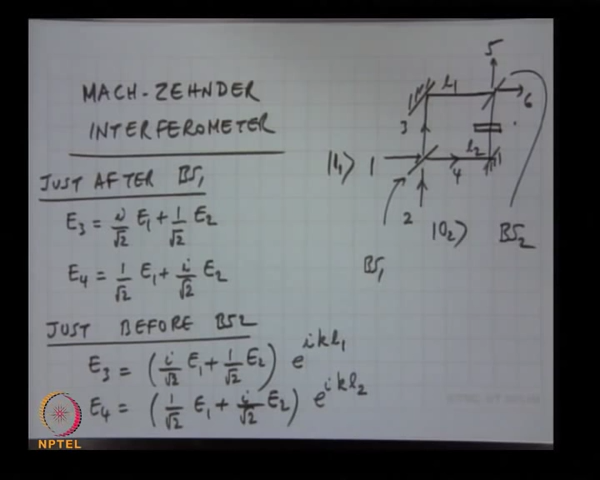 MACH-ZEHNDER
INTERFEROMETER
JUST AFTER BS₁
E₃ = i/√2 E₁ + 1/√2 E₂
E₄ = 1/√2 E₁ + i/√2 E₂
JUST BEFORE BS2
E₃ = (i/√2 E₁ + 1/√2 E₂) e^{ikl₁}
E₄ = (1/√2 E₁ + i/√2 E₂) e^{ikl₂}
5
l₁
6
3
l₂
|1₁⟩ 1
4
2
|0₂⟩
BS₂
BS₁
NPTEL